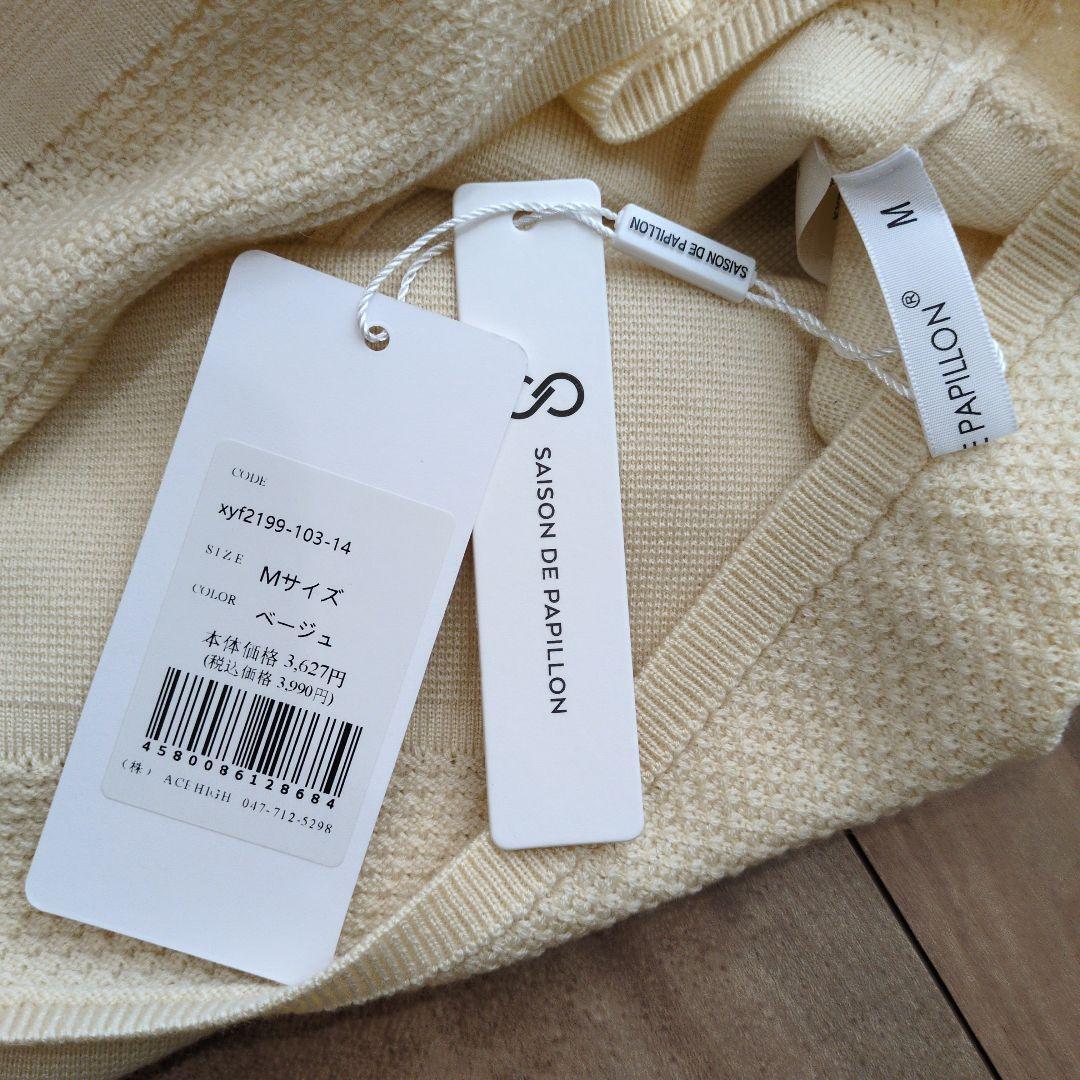 CODE
xyf2199-103-14
SIZE
Mサイズ
COLOR
ベージュ
本体価格 3,627円
(税込価格 3,990円)
4580086128684
(株) ACE HIGH 047-712-5298
SAISON DE PAPILLON
SAISON DE PAPILLON
M
E PAPILLON®